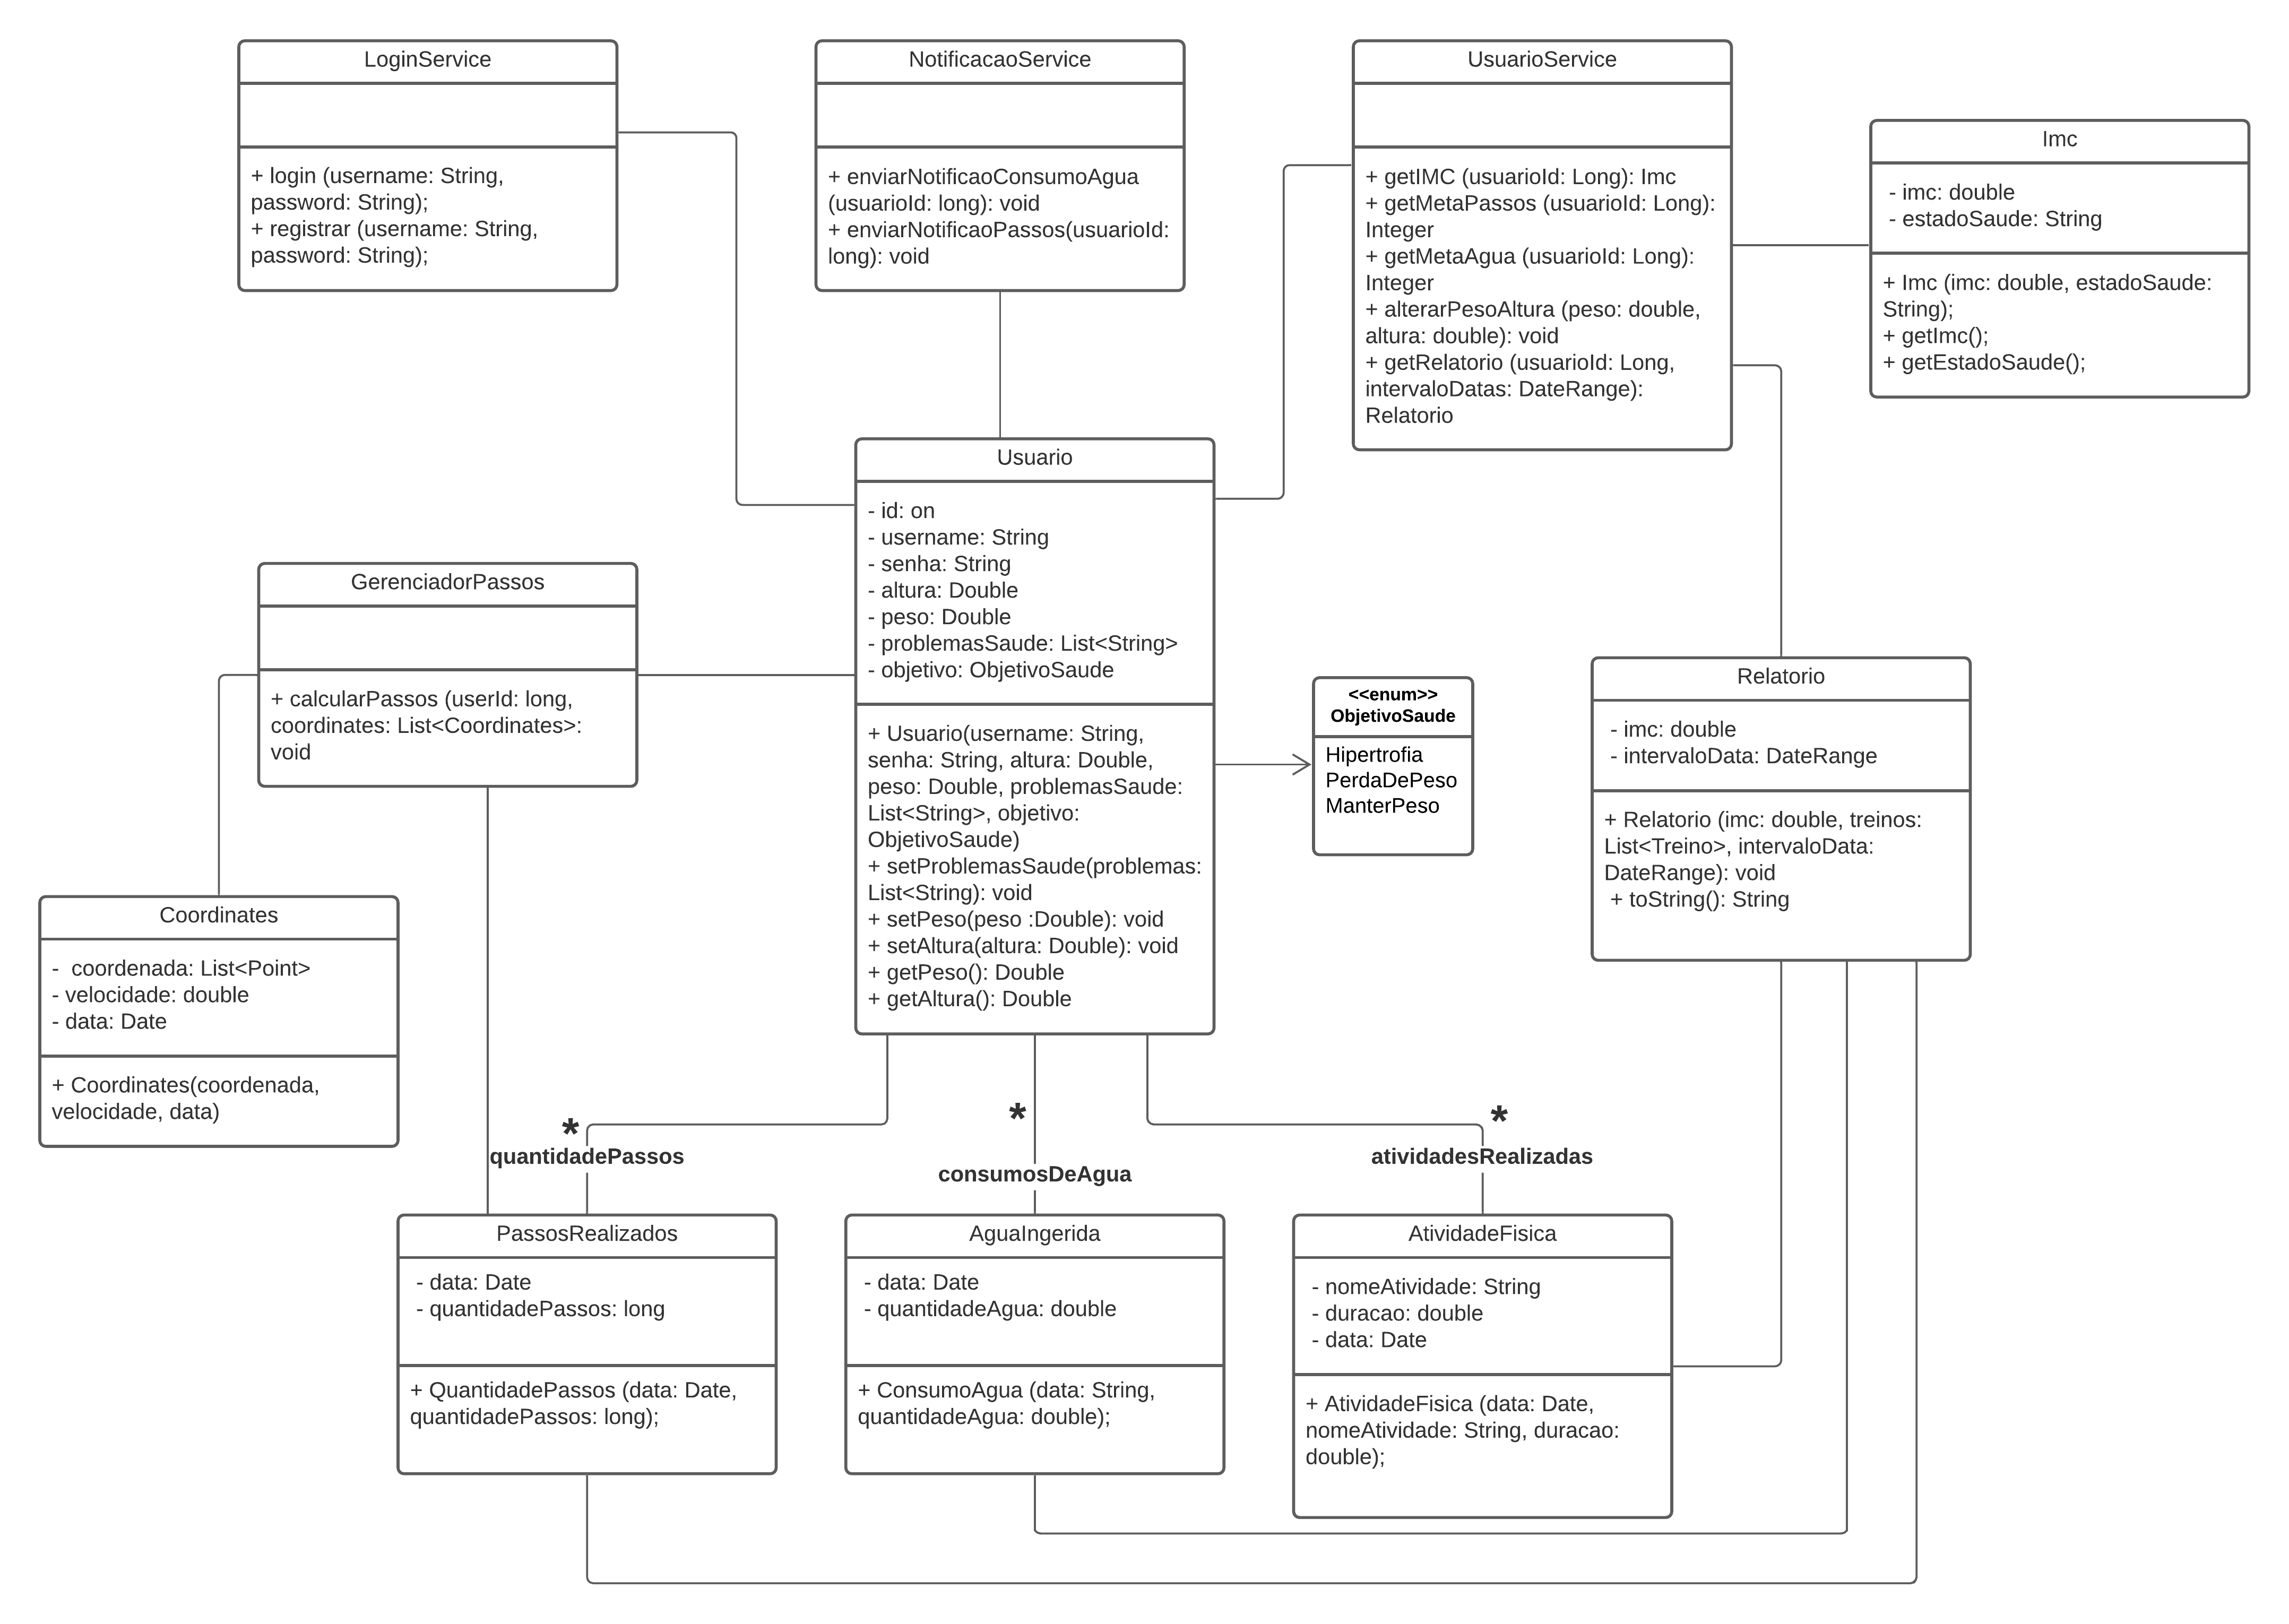 LoginService
+ login (username: String,
password: String);
+ registrar (username: String,
password: String);
NotificacaoService
+ enviarNotificaoConsumoAgua
(usuarioId: long): void
+ enviarNotificaoPassos(usuarioId:
long): void
UsuarioService
+ getIMC (usuarioId: Long): Imc
+ getMetaPassos (usuarioId: Long):
Integer
+ getMetaAgua (usuarioId: Long):
Integer
+ alterarPesoAltura (peso: double,
altura: double): void
+ getRelatorio (usuarioId: Long,
intervaloDatas: DateRange):
Relatorio
Imc
- imc: double
- estadoSaude: String
+ Imc (imc: double, estadoSaude:
String);
+ getImc();
+ getEstadoSaude();
Usuario
- id: on
- username: String
- senha: String
- altura: Double
- peso: Double
- problemasSaude: List<String>
- objetivo: ObjetivoSaude
+ Usuario(username: String,
senha: String, altura: Double,
peso: Double, problemasSaude:
List<String>, objetivo:
ObjetivoSaude)
+ setProblemasSaude(problemas:
List<String): void
+ setPeso(peso :Double): void
+ setAltura(altura: Double): void
+ getPeso(): Double
+ getAltura(): Double
GerenciadorPassos
+ calcularPassos (userId: long,
coordinates: List<Coordinates>:
void
<<enum>>
ObjetivoSaude
Hipertrofia
PerdaDePeso
ManterPeso
Relatorio
- imc: double
- intervaloData: DateRange
+ Relatorio (imc: double, treinos:
List<Treino>, intervaloData:
DateRange): void
+ toString(): String
Coordinates
- coordenada: List<Point>
- velocidade: double
- data: Date
+ Coordinates(coordenada,
velocidade, data)
*
quantidadePassos
*
consumosDeAgua
*
atividadesRealizadas
PassosRealizados
- data: Date
- quantidadePassos: long
+ QuantidadePassos (data: Date,
quantidadePassos: long);
AguaIngerida
- data: Date
- quantidadeAgua: double
+ ConsumoAgua (data: String,
quantidadeAgua: double);
AtividadeFisica
- nomeAtividade: String
- duracao: double
- data: Date
+ AtividadeFisica (data: Date,
nomeAtividade: String, duracao:
double);